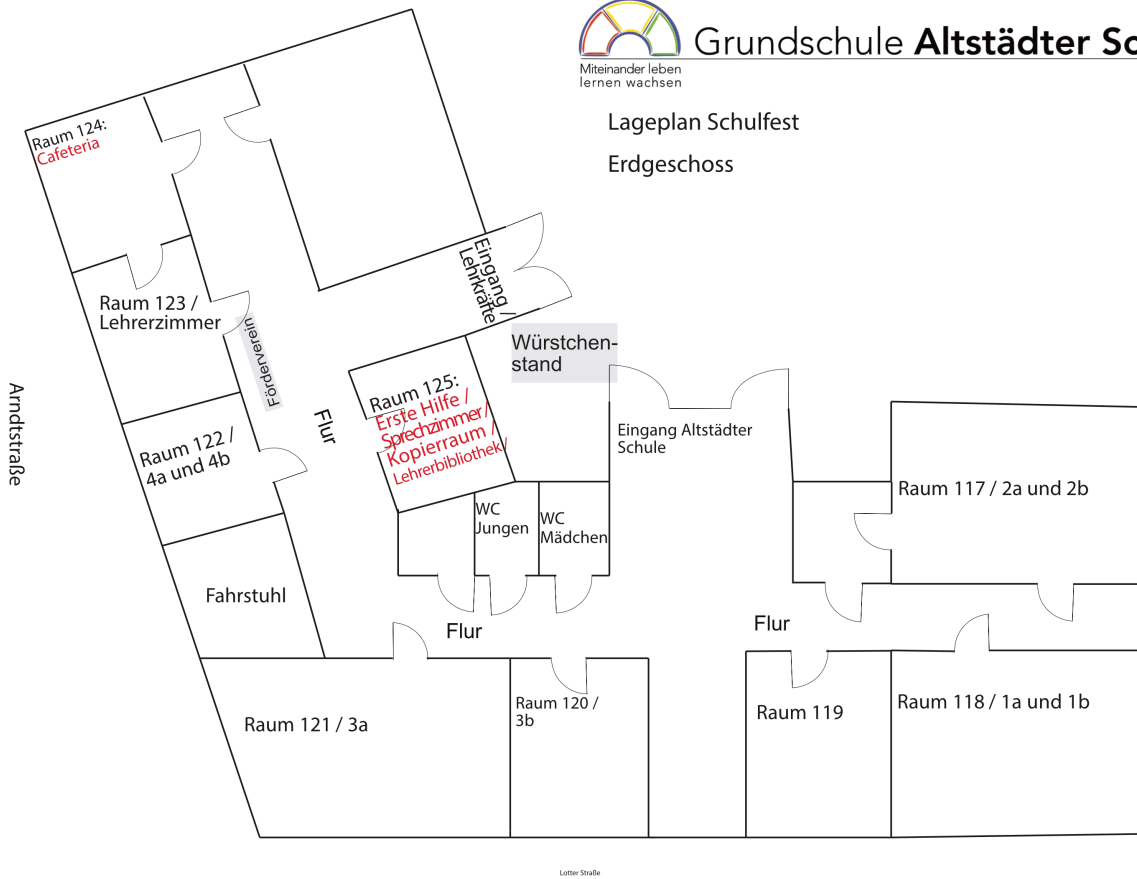 Grundschule Altstädter Sc
Miteinander leben
lernen wachsen
Lageplan Schulfest
Erdgeschoss
Raum 124:
Cafeteria
Eingang /
Lehrkräfte
Raum 123 /
Lehrerzimmer
Förderverein
Würstchen-
stand
Raum 125:
Erste Hilfe /
Sprechzimmer/
Kopierraum /
Lehrerbibliothek/
Flur
Arndtstraße
Eingang Altstädter
Schule
Raum 122 /
4a und 4b
Raum 117 / 2a und 2b
WC
Jungen
WC
Mädchen
Fahrstuhl
Flur
Flur
Raum 121 / 3a
Raum 120 /
3b
Raum 119
Raum 118 / 1a und 1b
Lotter Straße